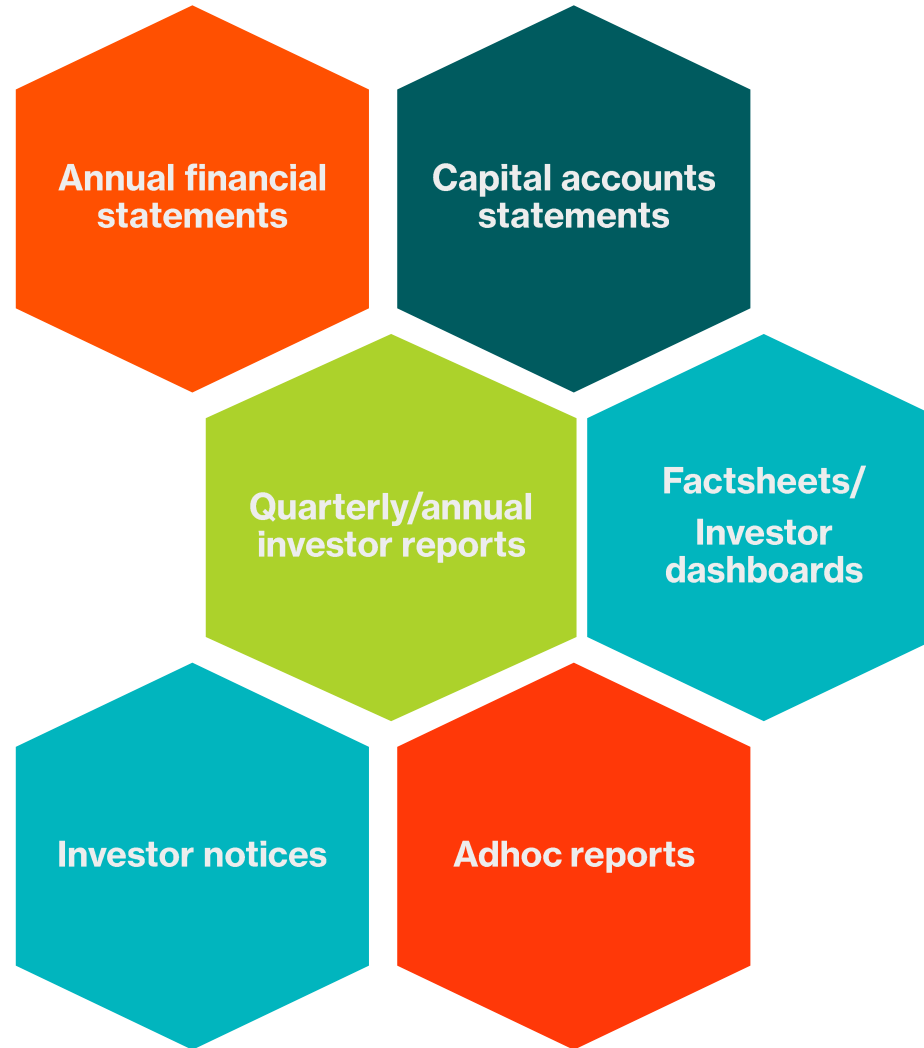 Annual financial
statements
Capital accounts
statements
Quarterly/annual
investor reports
Factsheets/
Investor
dashboards
Investor notices
Adhoc reports